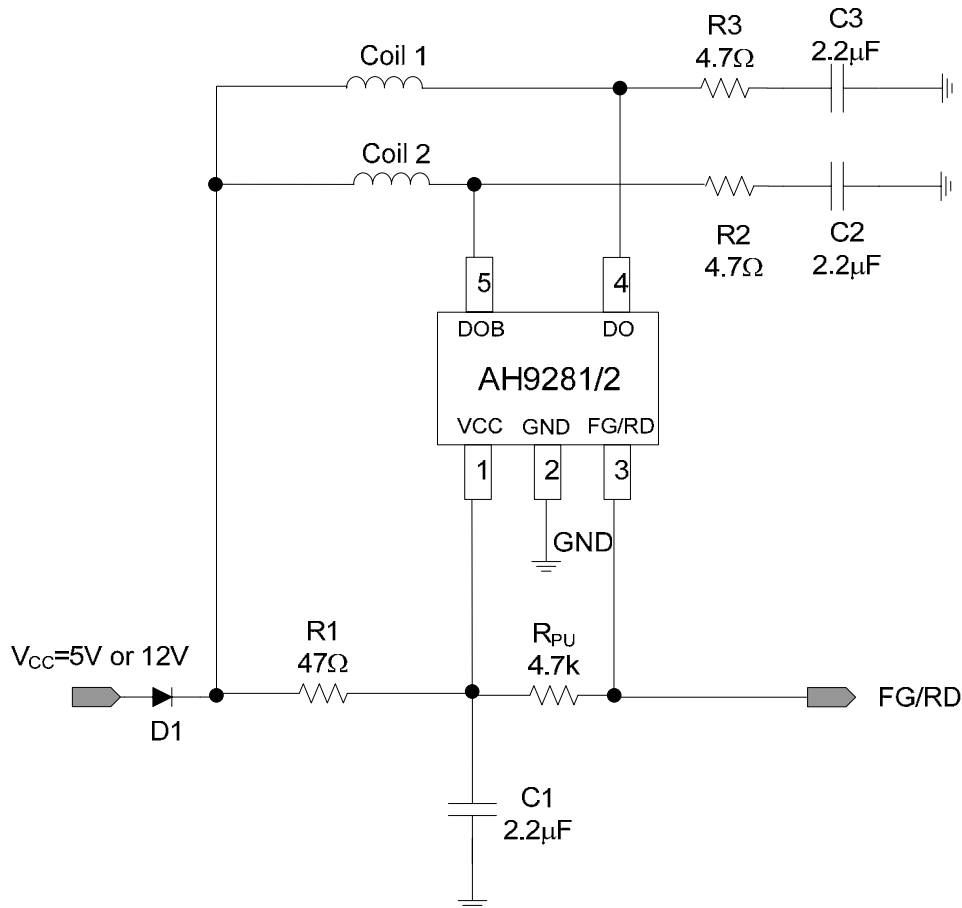 R3
4.7Ω
C3
2.2µF
Coil 1
Coil 2
R2
4.7Ω
C2
2.2µF
5
4
DOB
DO
AH9281/2
VCC
GND
FG/RD
1
2
3
GND
VCC=5V or 12V
R1
47Ω
RPU
4.7k
D1
FG/RD
C1
2.2µF